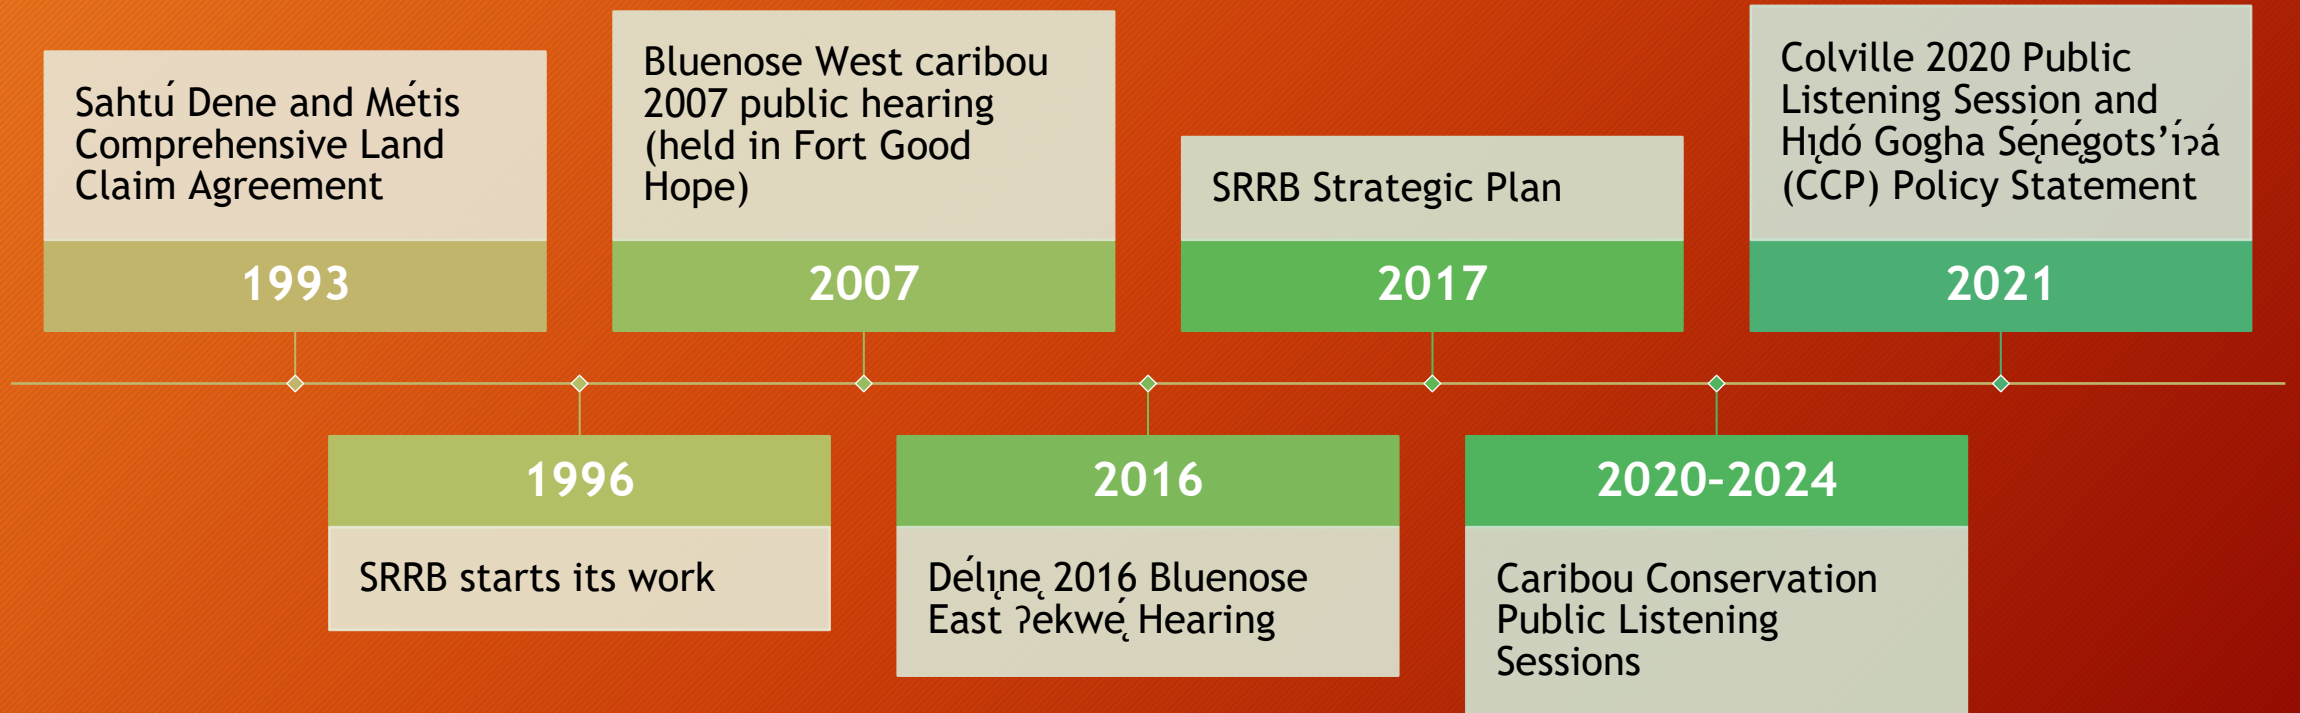 Sahtú Dene and Métis
Comprehensive Land
Claim Agreement
1993
SRRB starts its work
1996
Bluenose West caribou
2007 public hearing
(held in Fort Good
Hope)
2007
2016
Délı̨nę 2016 Bluenose
East Ɂekwę́ Hearing
SRRB Strategic Plan
2017
2020-2024
Caribou Conservation
Public Listening
Sessions
Colville 2020 Public
Listening Session and
Hı̨dó Gogha Sę́nę́gots’íɂá
(CCP) Policy Statement
2021